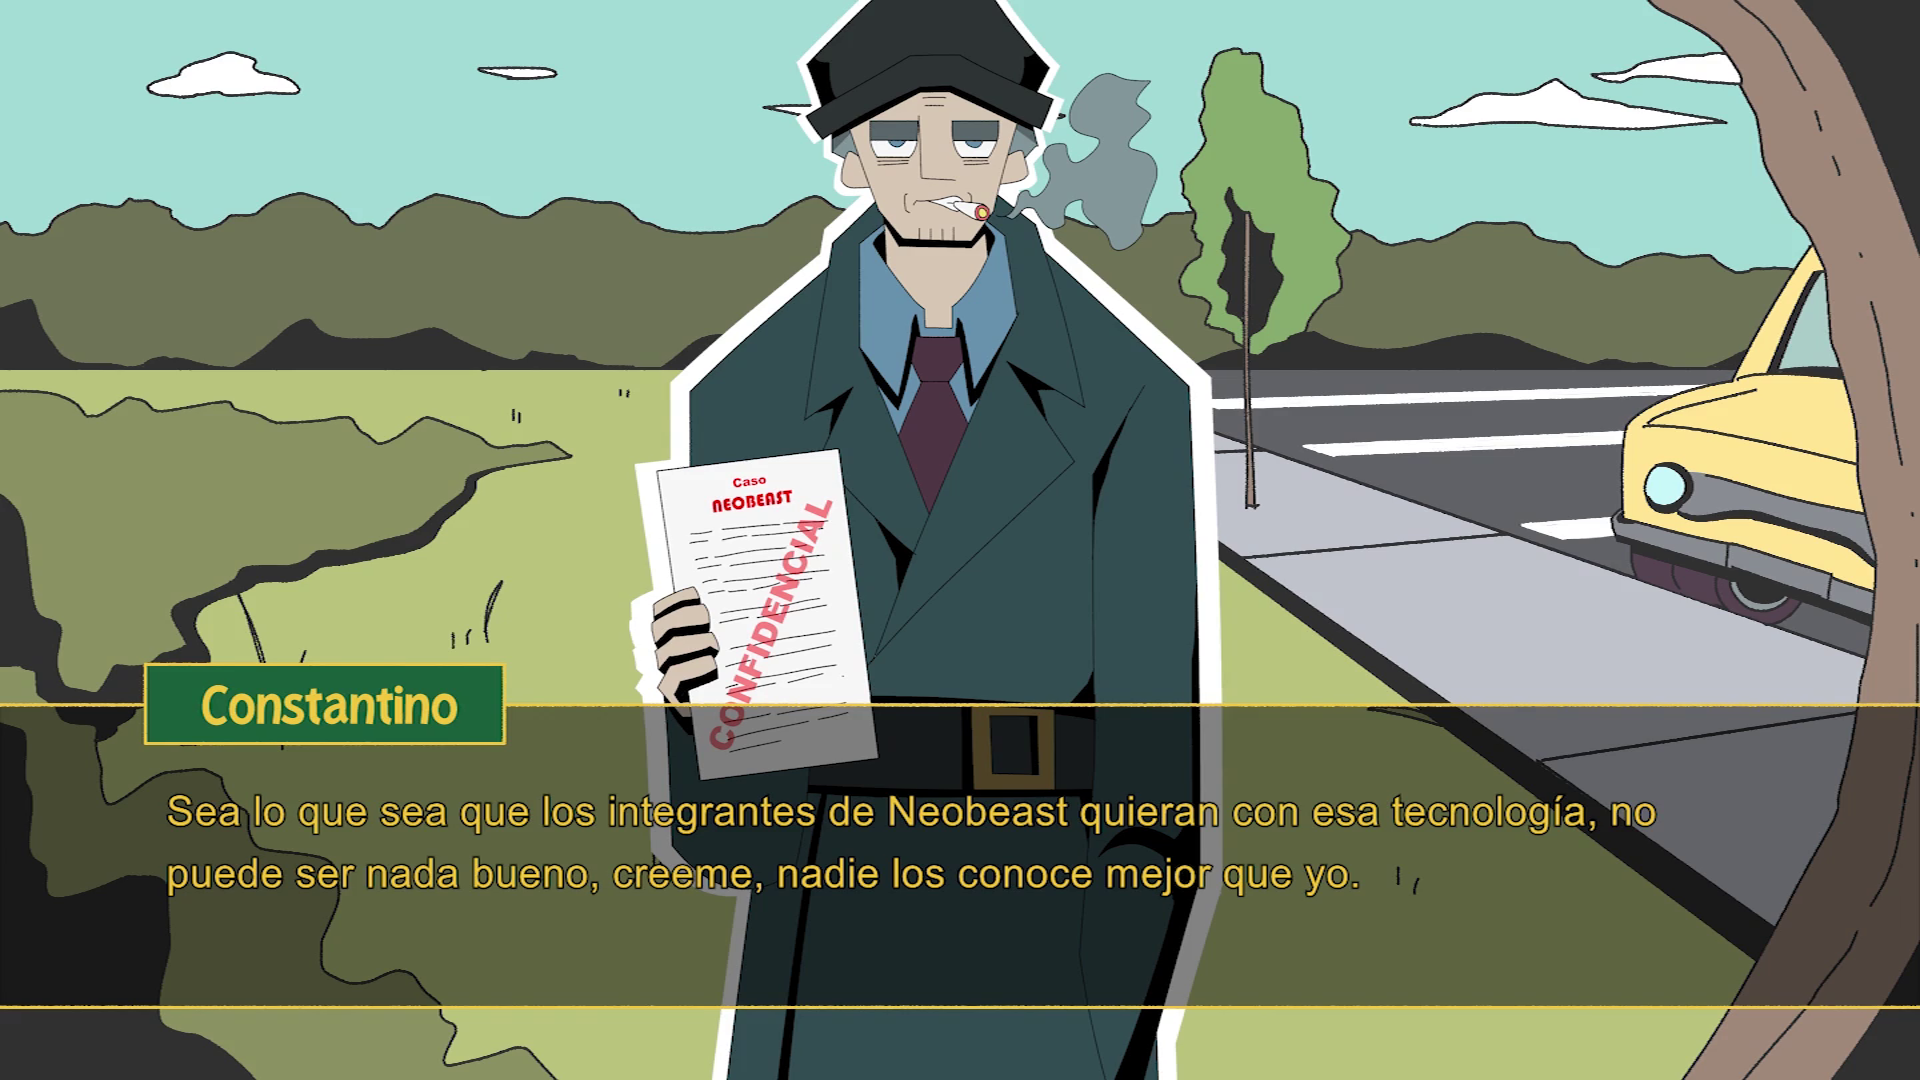 Caso
NEOBEAST
CONFIDENCIAL
Constantino
Sea lo que sea que los integrantes de Neobeast quieran con esa tecnología, no
puede ser nada bueno, creeme, nadie los conoce mejor que yo.